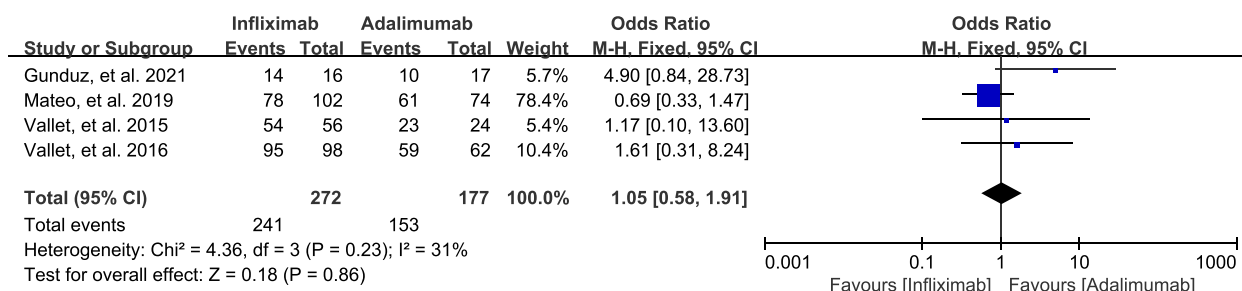 Infliximab Adalimumab Odds Ratio Odds Ratio
Study or Subgroup Events Total Events Total Weight M-H, Fixed, 95% CI M-H, Fixed, 95% CI
Gunduz, et al. 2021 14 16 10 17 5.7% 4.90 [0.84, 28.73]
Mateo, et al. 2019 78 102 61 74 78.4% 0.69 [0.33, 1.47]
Vallet, et al. 2015 54 56 23 24 5.4% 1.17 [0.10, 13.60]
Vallet, et al. 2016 95 98 59 62 10.4% 1.61 [0.31, 8.24]
Total (95% CI) 272 177 100.0% 1.05 [0.58, 1.91]
Total events 241 153
Heterogeneity: Chi² = 4.36, df = 3 (P = 0.23); I² = 31%
Test for overall effect: Z = 0.18 (P = 0.86)
0.001 0.1 1 10 1000
Favours [Infliximab] Favours [Adalimumab]